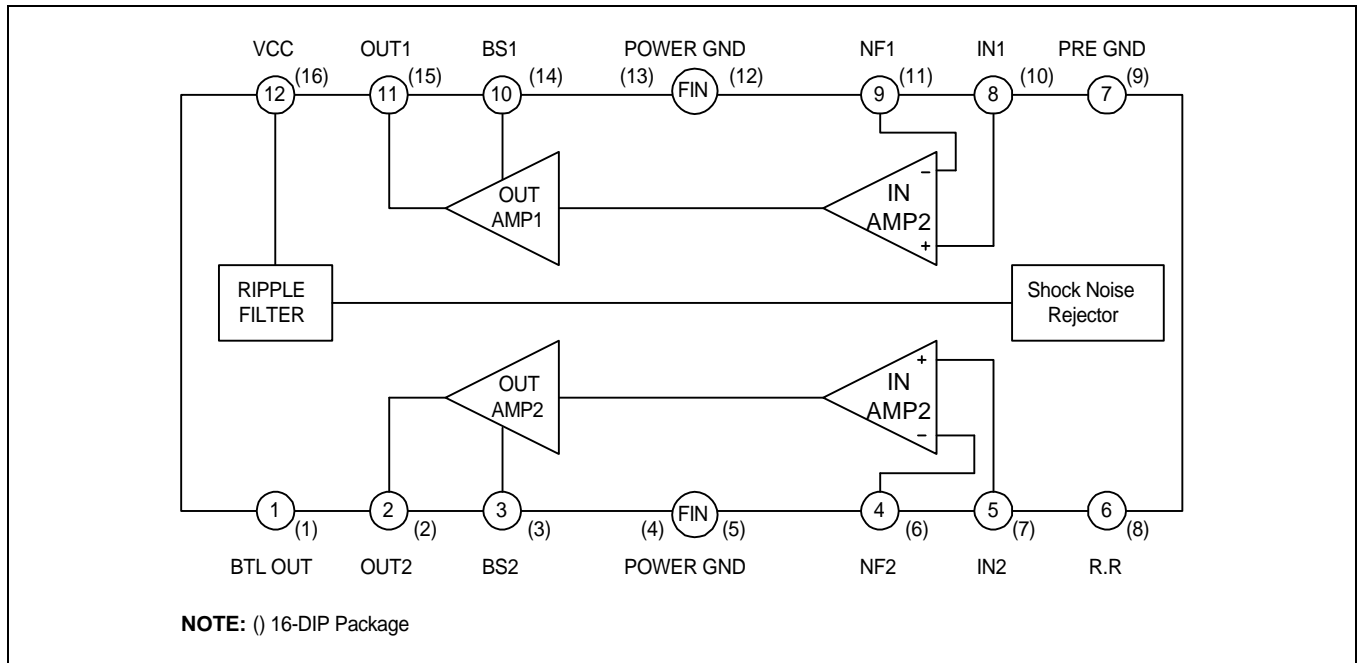 VCC OUT1 BS1 POWER GND NF1 IN1 PRE GND
12 (16) 11 (15) 10 (14) (13) FIN (12) 9 (11) 8 (10) 7 (9)
OUT
AMP1
IN
AMP2
−
+
RIPPLE
FILTER
Shock Noise
Rejector
OUT
AMP2
IN
AMP2
+
−
1 (1) 2 (2) 3 (3) (4) FIN (5) 4 (6) 5 (7) 6 (8)
BTL OUT OUT2 BS2 POWER GND NF2 IN2 R.R
NOTE: () 16-DIP Package